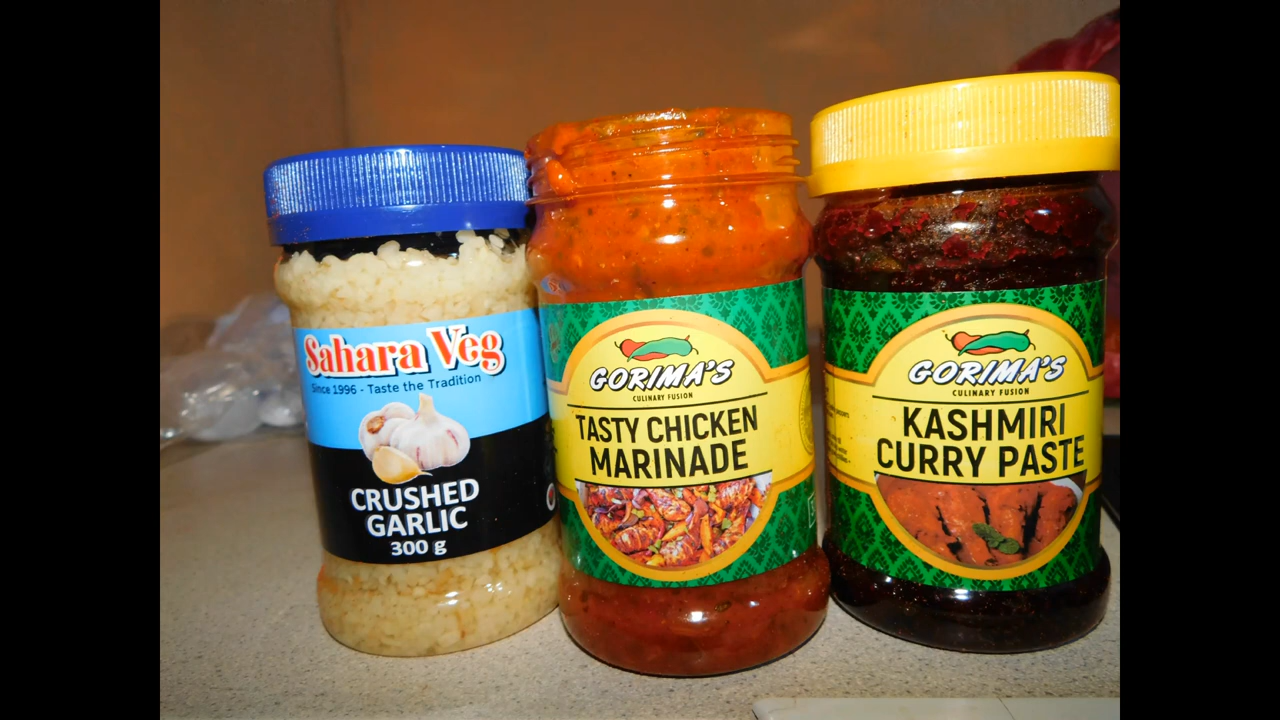 Sahara Veg
Since 1996 - Taste the Tradition
CRUSHED
GARLIC
300 g
GORIMA'S
CULINARY FUSION
TASTY CHICKEN
MARINADE
GORIMA'S
CULINARY FUSION
KASHMIRI
CURRY PASTE